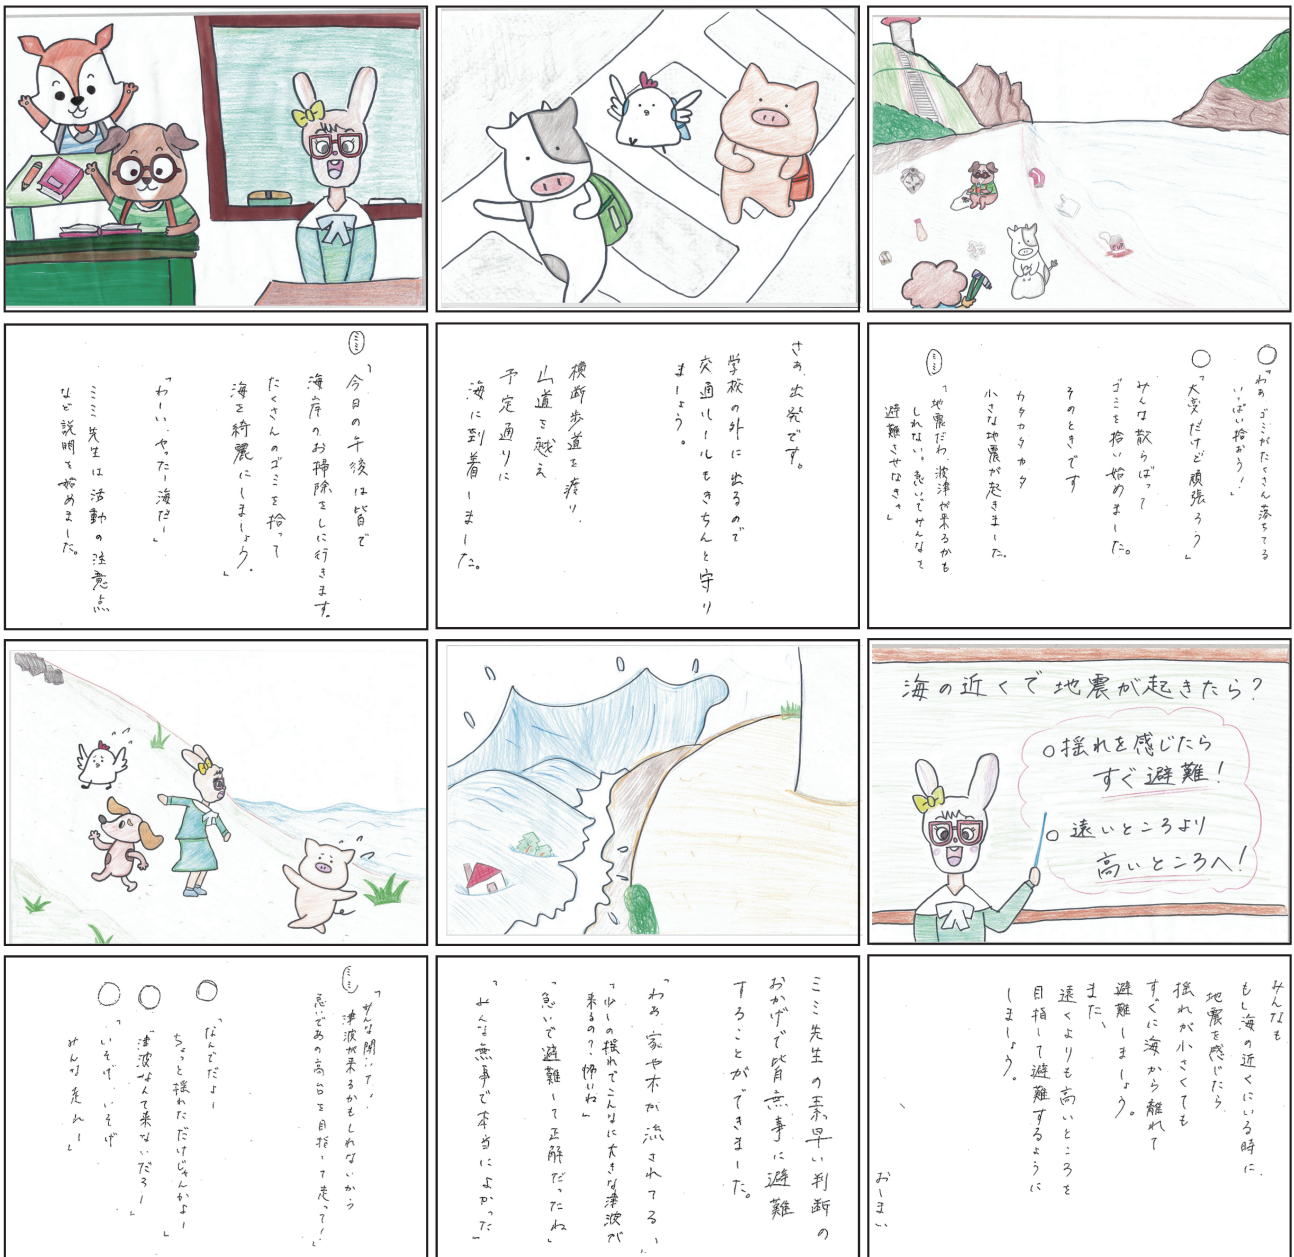 ㋯
「今日の午後は皆で
海岸のお掃除をしに行きます。
たくさんのゴミを拾って
海を綺麗にしましょう。」
「わーい、やったー海だー」
ミミ先生は活動の注意点
など説明を始めました。
さぁ、出発です。
学校の外に出るので
交通ルールもきちんと守り
ましょう。
横断歩道を渡り、
山道を越え
予定通りに
海に到着しました。
○「わぁ、ゴミがたくさん落ちてる
いっぱい拾おう！」
○「大変だけど頑張ろう」
みんな散らばって
ゴミを拾い始めました。
そのときです
カタカタカタ
小さな地震が起きました。
「地震だわ、波津が来るかも
しれない。急いでみんなを
避難させなきゃ」
海の近くで地震が起きたら？
○揺れを感じたら
すぐ避難！
○遠いところより
高いところへ！
「みんな聞いて！
津波が来るかもしれないから
急いであの高台を目指して走って！」
○「なんでだよー
ちょっと揺れただけじゃんかよー」
○「津波なんて来ないだろー」
○「いそげ、いそげ
みんな走れー」
ミミ先生の素早い判断の
おかげで皆無事に避難
することができました。
「わぁ、家や木が流されてる、」
「少しの揺れでこんなに大きな津波が
来るの？怖いね」
「急いで避難して正解だったね」
「みんな無事で本当によかった」
みんなも
もし海の近くにいる時に、
地震を感じたら
揺れが小さくても
すぐに海から離れて
避難しましょう。
また、
遠くよりも高いところを
目指して避難するように
しましょう。
おしまい